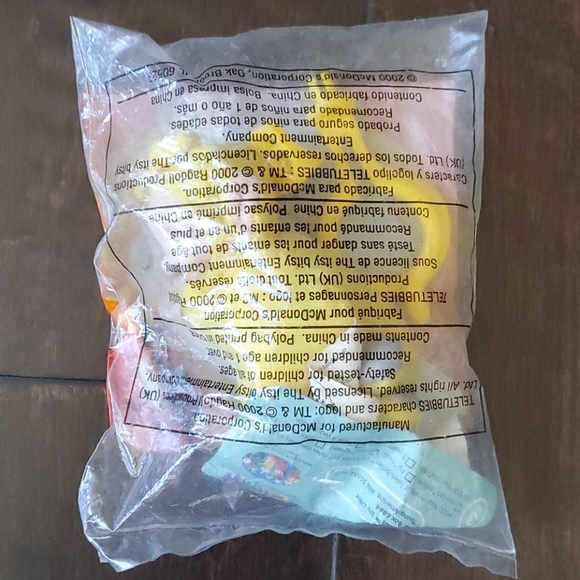 Manufactured for McDonald's Corporation
TELETUBBIES characters and logo: TM & © 2000 Ragdoll Productions (UK)
Ltd. All rights reserved. Licensed by The itsy bitsy Entertainment Company.
Safety-tested for children of all ages.
Recommended for children age 1 and over.
Contents made in China. Polybag printed in
Fabriqué pour McDonald's Corporation
TELETUBBIES Personnages et logo : MC et © 2000 Ragdoll
Productions (UK) Ltd. Tout droits reservés.
Sous licence de The itsy bitsy Entertainment Company.
Testé sans danger pour les enfants de tout âge
Recommandé pour les enfants d'un an et plus
Contenu fabriqué en Chine Polysac imprimé en Chine
Fabricado para McDonald's Corporation.
Caracters y logotipo TELETUBBIES : TM & © 2000 Ragdoll Productions
(UK) Ltd. Todos los derechos reservados. Licenciados por The itsy bitsy
Entertainment Company.
Probado seguro para niños de todas edades.
Recomendado para niños de 1 año o más.
Contenido fabricado en China. Bolsa impresa en China
© 2000 McDonald's Corporation, Oak Brook, IL 6052